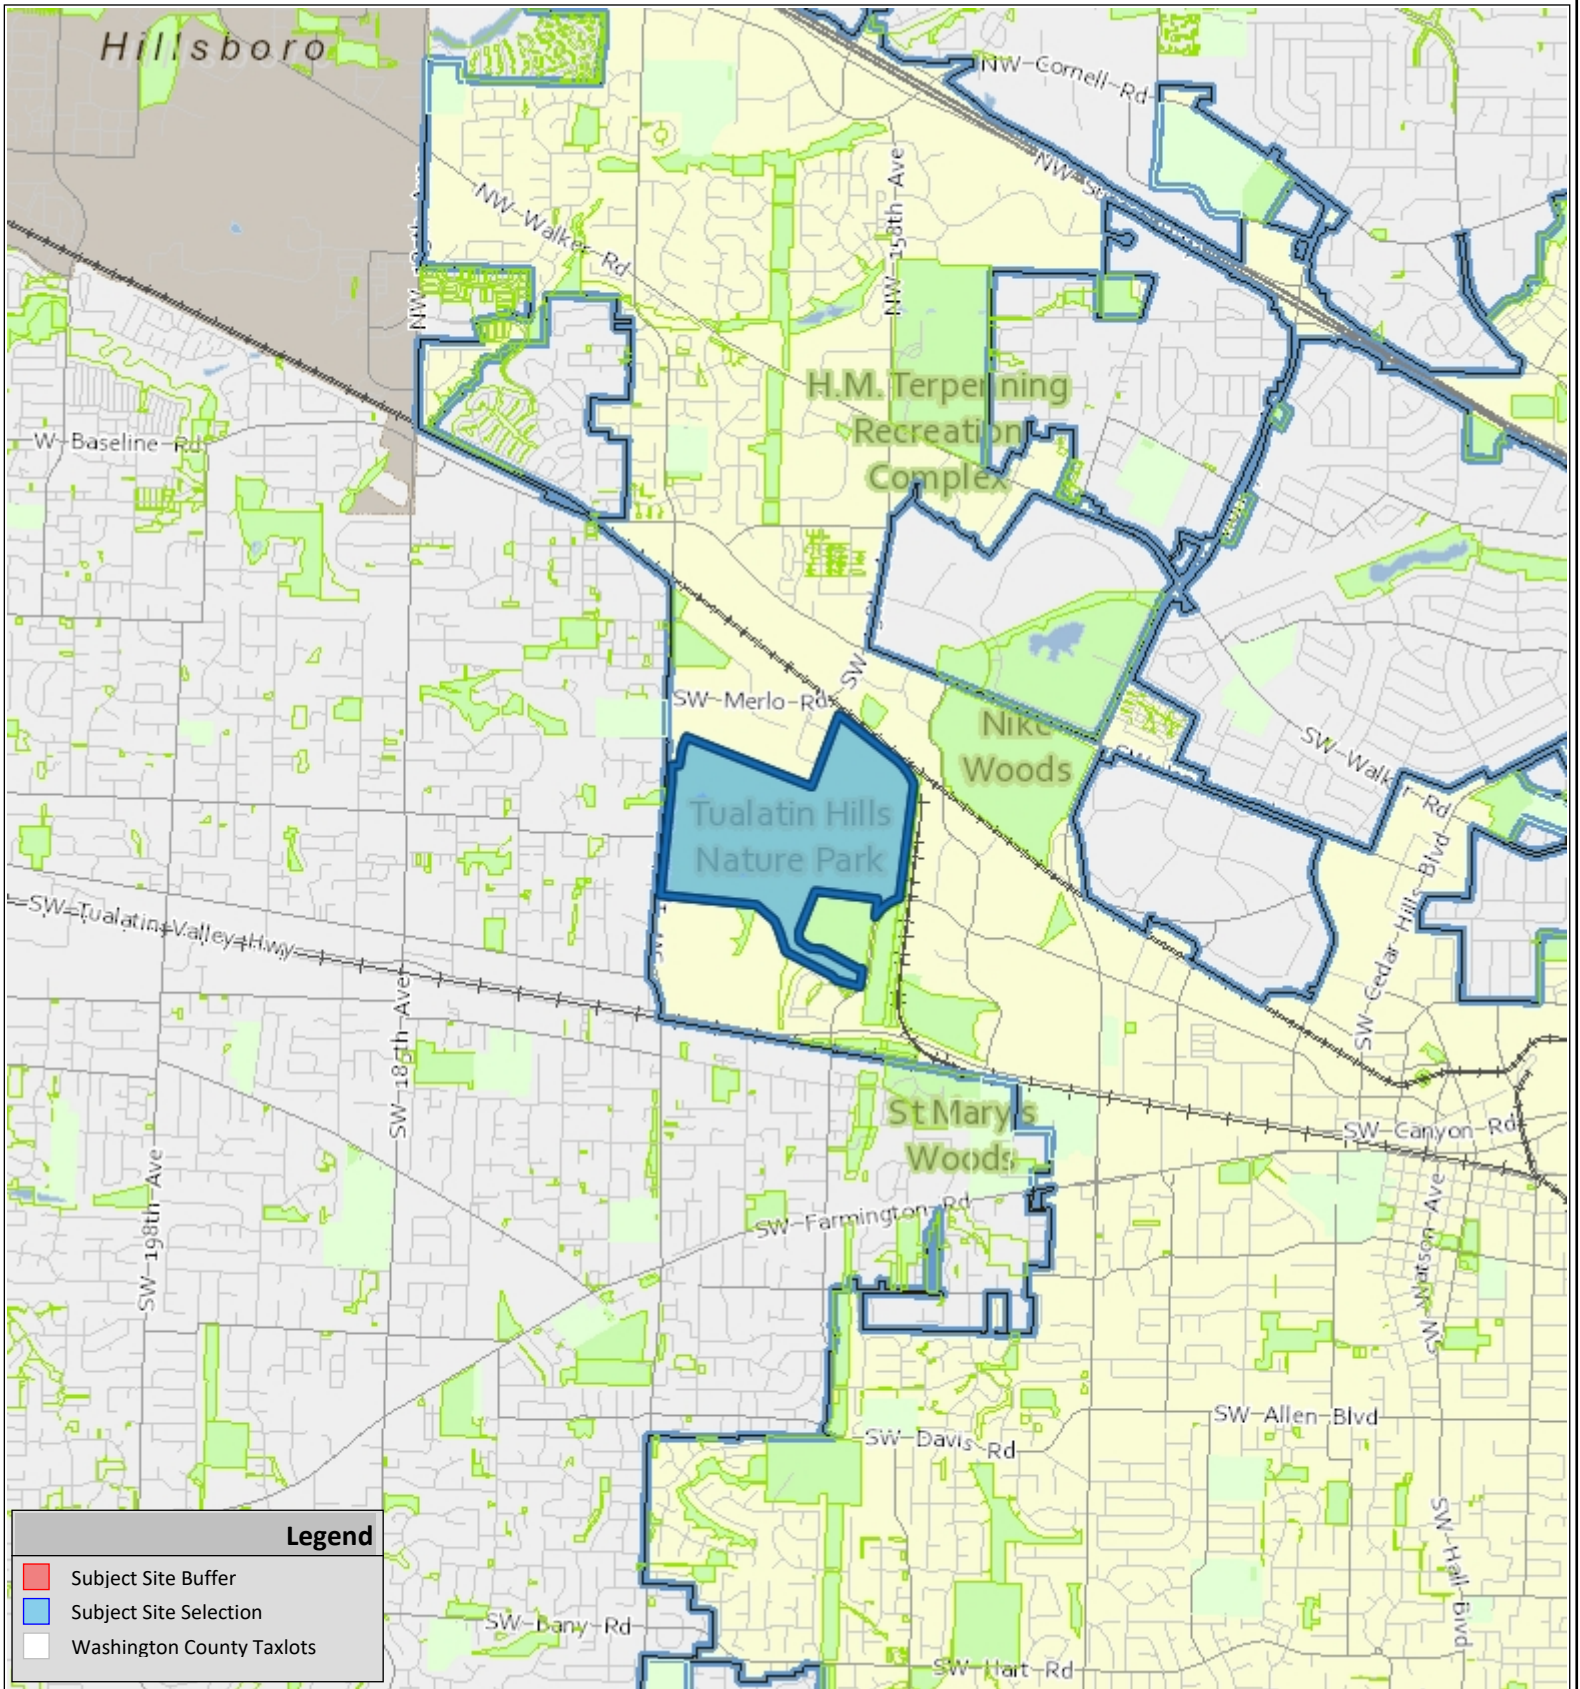 Hillsboro
NW Cornell Rd
NW Walker Rd
NW 158th Ave
NW
H.M. Terpenning
Recreation
Complex
W Baseline Rd
SW
SW Merlo Rd
Nike
Woods
Tualatin Hills
Nature Park
SW Walker Rd
SW Cedar Hills Blvd
SW Tualatin Valley Hwy
SW
SW 185th Ave
St Mary's
Woods
SW Canyon Rd
SW 198th Ave
SW Farmington Rd
SW Watson Ave
SW Allen Blvd
SW Davis Rd
SW Hall Blvd
SW Bany Rd
SW Hart Rd
Legend
Subject Site Buffer
Subject Site Selection
Washington County Taxlots